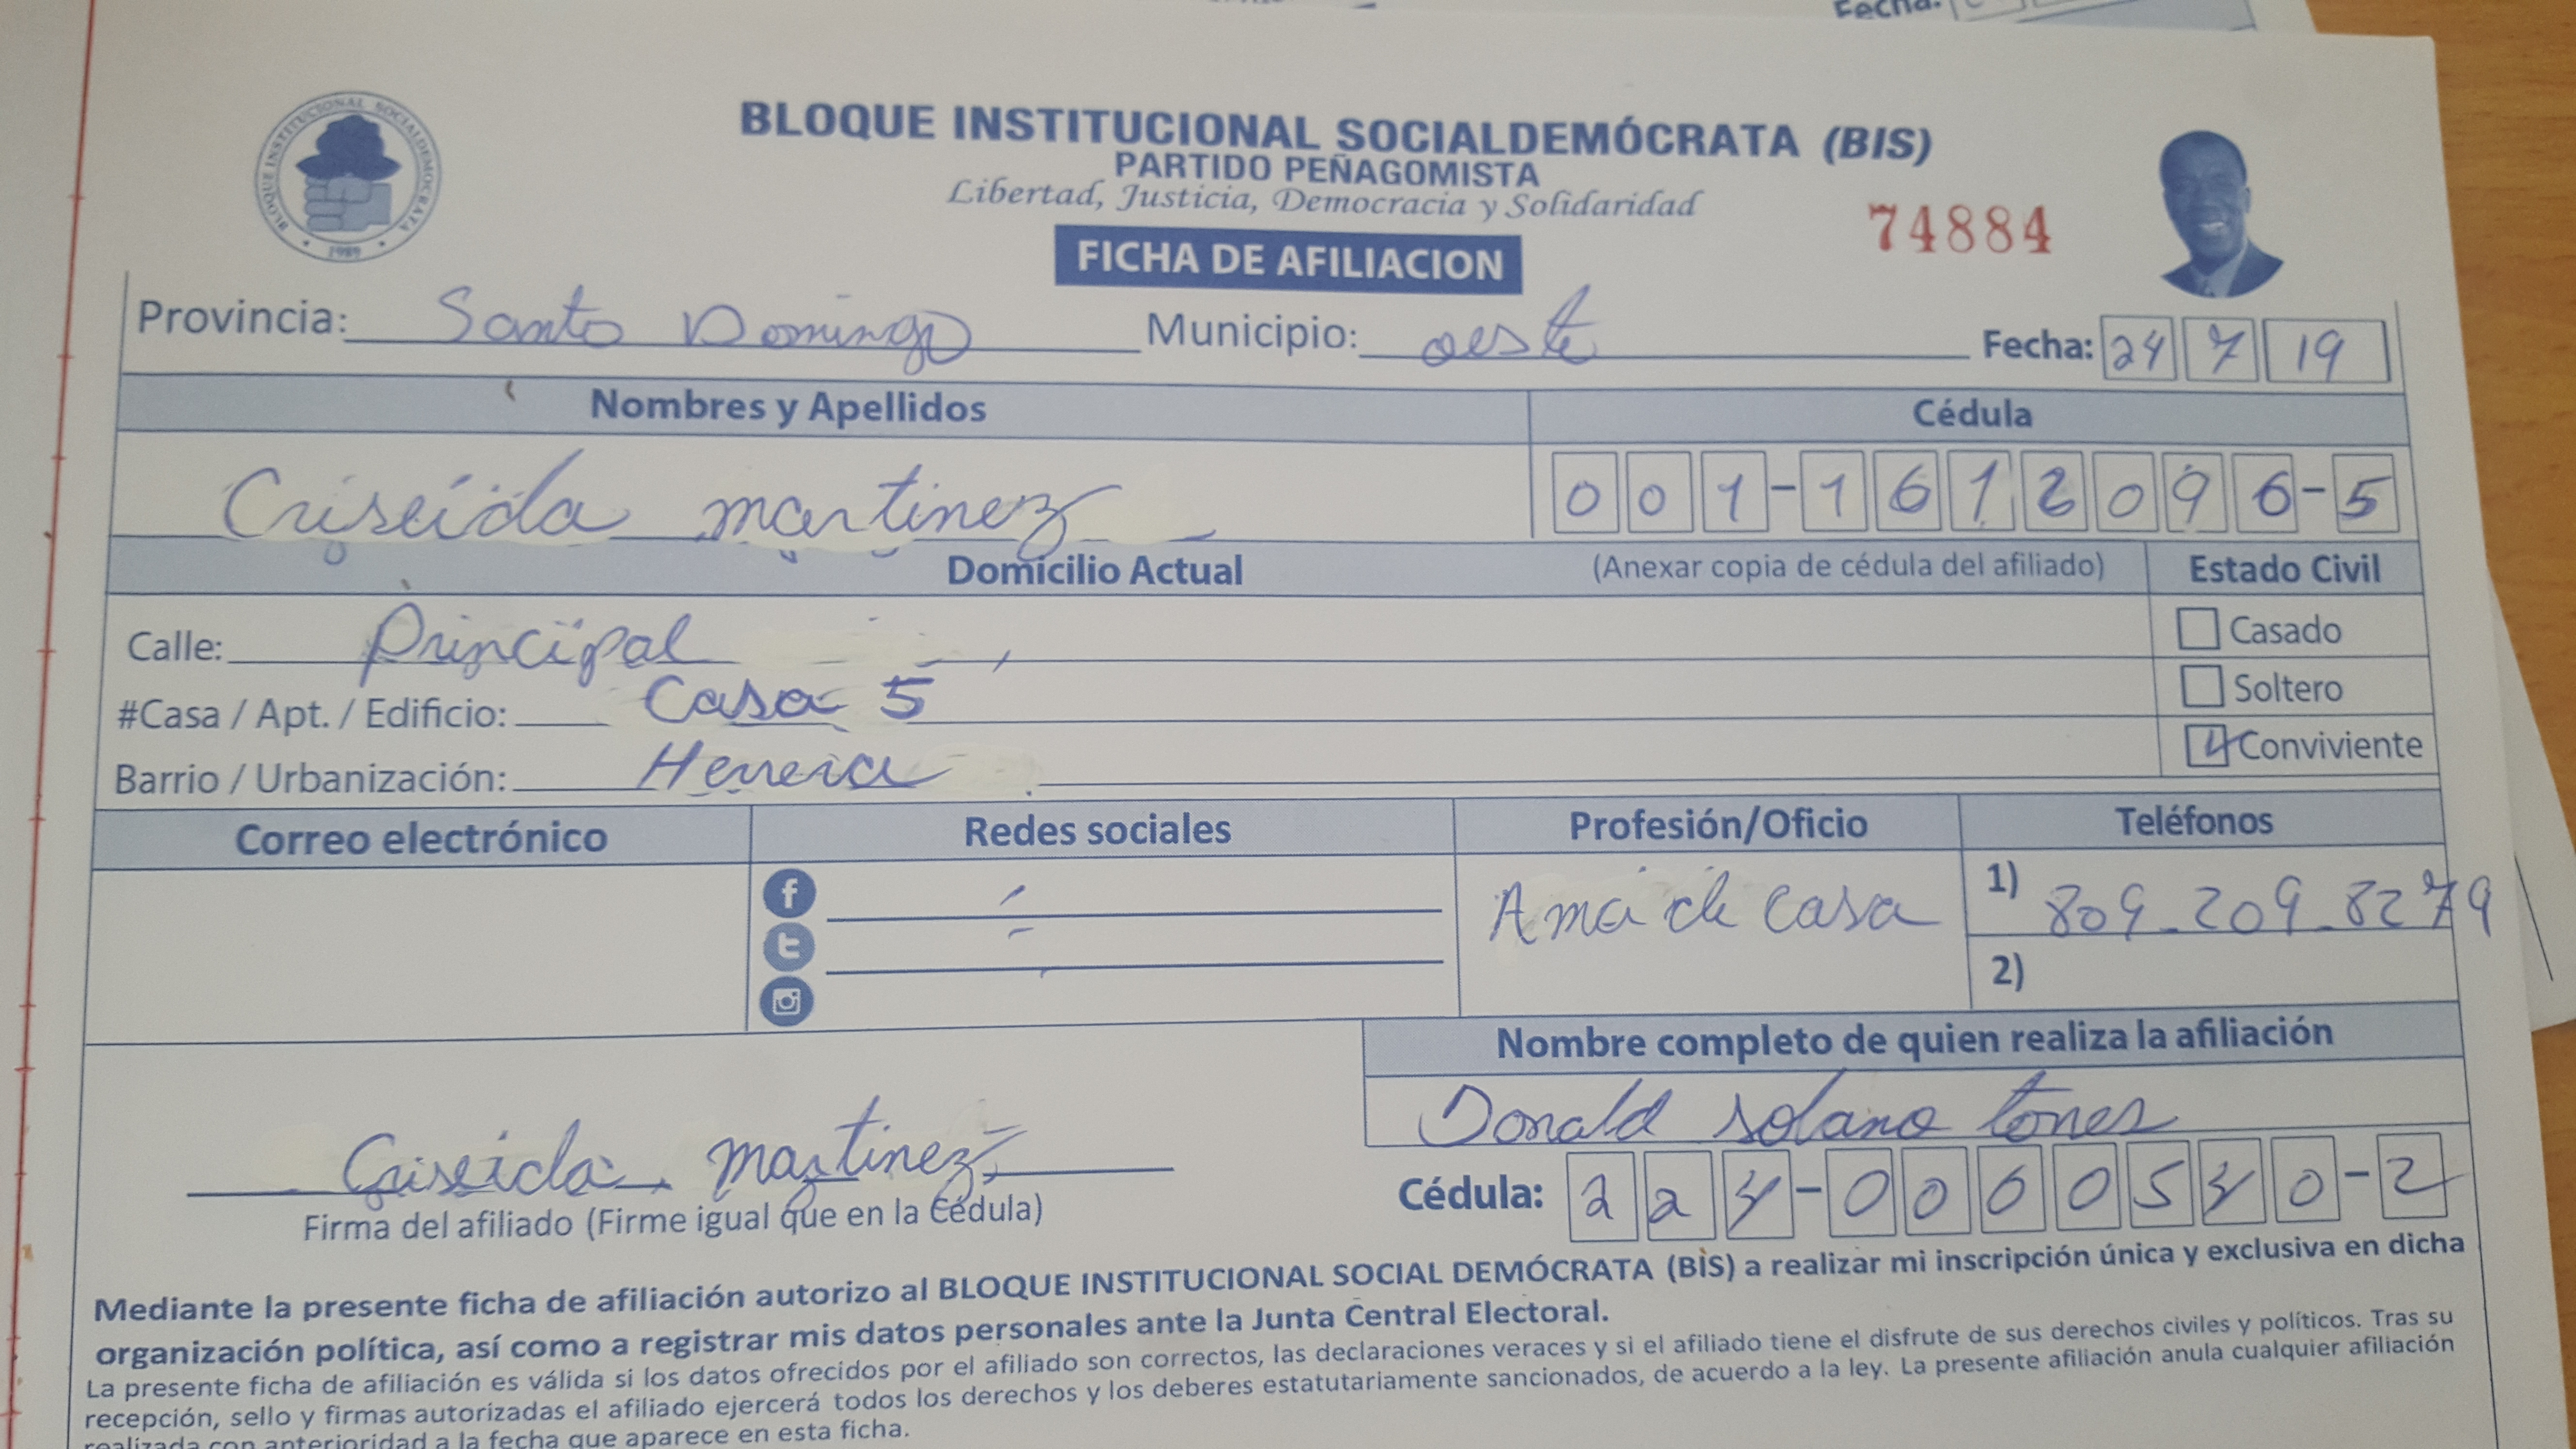 Fecha:
BLOQUE INSTITUCIONAL SOCIALDEMOCRATA
1989
BLOQUE INSTITUCIONAL SOCIALDEMÓCRATA (BIS)
PARTIDO PEÑAGOMISTA
Libertad, Justicia, Democracia y Solidaridad
74884
FICHA DE AFILIACION
Provincia: Santo Domingo Municipio: oeste Fecha: 24 7 19
Nombres y Apellidos Cédula
Criseida martinez 001-1612096-5
Domicilio Actual (Anexar copia de cédula del afiliado) Estado Civil
Calle: Principal Casado
#Casa / Apt. / Edificio: Casa 5 Soltero
Barrio / Urbanización: Herrera Conviviente
Correo electrónico Redes sociales Profesión/Oficio Teléfonos
Ama de casa 1) 809-209-8279
2)
Nombre completo de quien realiza la afiliación
Donald solano torres
Criseida martinez
Cédula: 224-0060540-2
Firma del afiliado (Firme igual que en la Cédula)
Mediante la presente ficha de afiliación autorizo al BLOQUE INSTITUCIONAL SOCIAL DEMÓCRATA (BIS) a realizar mi inscripción única y exclusiva en dicha
organización política, así como a registrar mis datos personales ante la Junta Central Electoral.
La presente ficha de afiliación es válida si los datos ofrecidos por el afiliado son correctos, las declaraciones veraces y si el afiliado tiene el disfrute de sus derechos civiles y políticos. Tras su
recepción, sello y firmas autorizadas el afiliado ejercerá todos los derechos y los deberes estatutariamente sancionados, de acuerdo a la ley. La presente afiliación anula cualquier afiliación
realizada con anterioridad a la fecha que aparece en esta ficha.